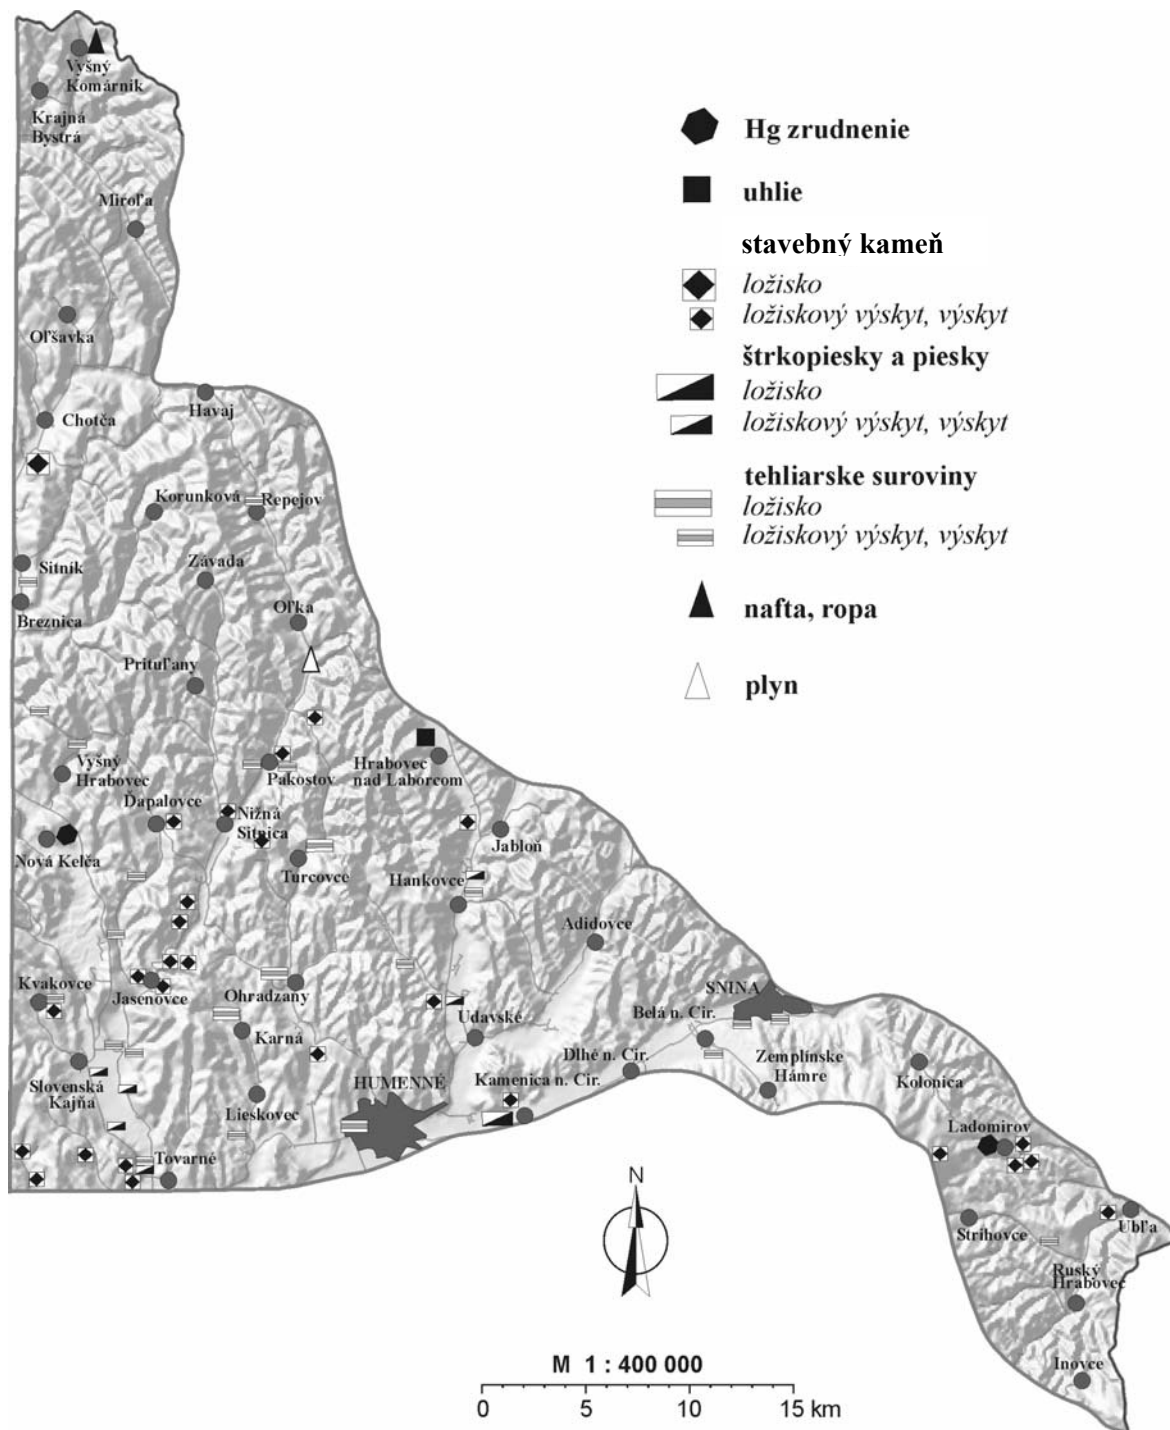 Vyšný
Komárnik
Krajná
Bystrá
Miroľa
Oľšavka
Chotča
Havaj
Korunková
Repejov
Sitník
Závada
Breznica
Oľka
Prituľany
Vyšný
Hrabovec
Pakostov
Hrabovec
nad Laborcom
Ďapalovce
Nižná
Sitnica
Nová Kelča
Turcovce
Jabloň
Hankovce
Adidovce
Kvakovce
Jasenovce
Ohradzany
SNINA
Belá n. Cir.
Udavské
Karná
Dlhé n. Cir.
Zemplínske
Hámre
Kolonica
Slovenská
Kajňa
HUMENNÉ
Kamenica n. Cir.
Lieskovec
Ladomirov
Tovarné
Strihovce
Ubľa
Ruský
Hrabovec
Inovce
Hg zrudnenie
uhlie
stavebný kameň
ložisko
ložiskový výskyt, výskyt
štrkopiesky a piesky
ložisko
ložiskový výskyt, výskyt
tehliarske suroviny
ložisko
ložiskový výskyt, výskyt
nafta, ropa
plyn
N
M 1 : 400 000
0 5 10 15 km